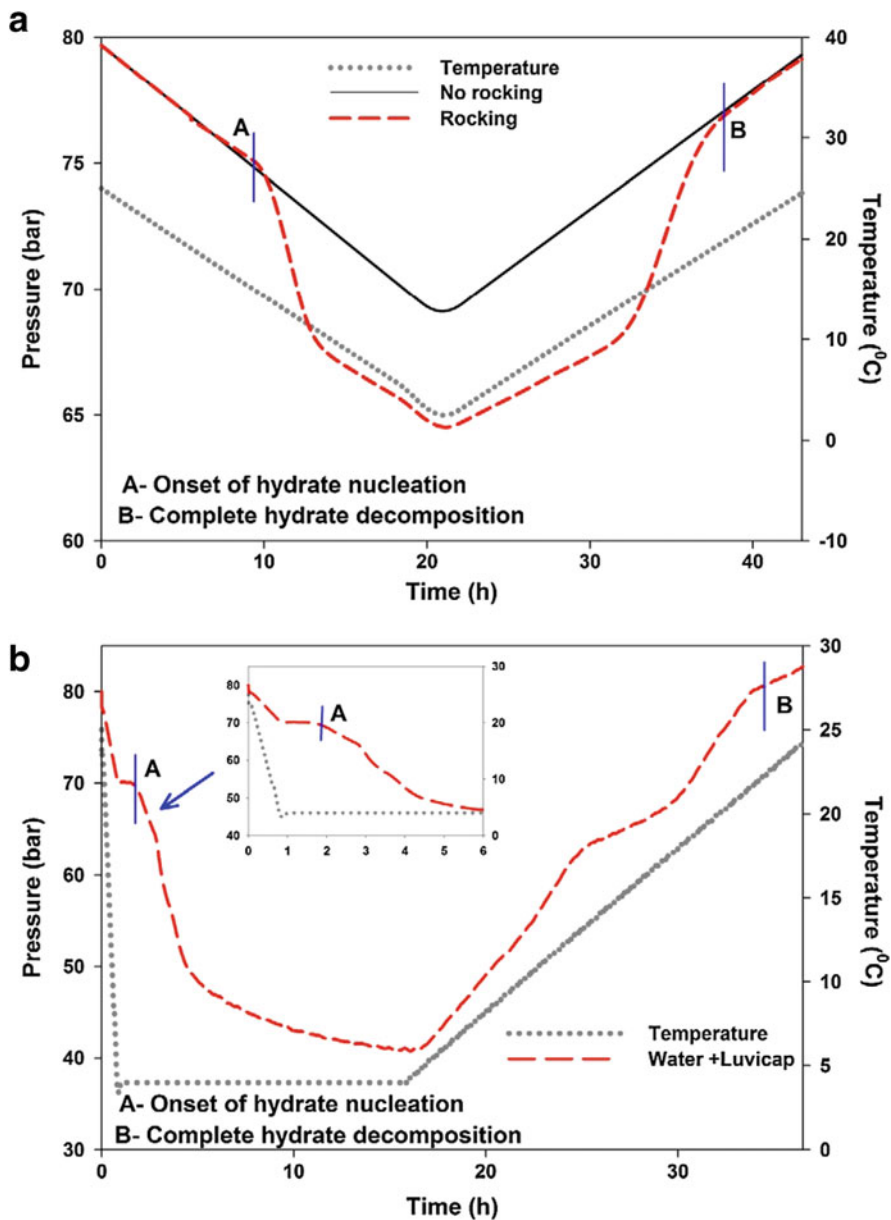 a
80
75
70
65
60
Pressure (bar)
40
30
20
10
0
-10
Temperature (⁰C)
Temperature
No rocking
Rocking
A
B
A- Onset of hydrate nucleation
B- Complete hydrate decomposition
0 10 20 30 40
Time (h)
b
80
70
60
50
40
30
Pressure (bar)
30
25
20
15
10
5
0
Temperature (⁰C)
80
70
60
50
40
30
20
10
0
0 1 2 3 4 5 6
A
A
B
Temperature
Water +Luvicap
A- Onset of hydrate nucleation
B- Complete hydrate decomposition
0 10 20 30
Time (h)